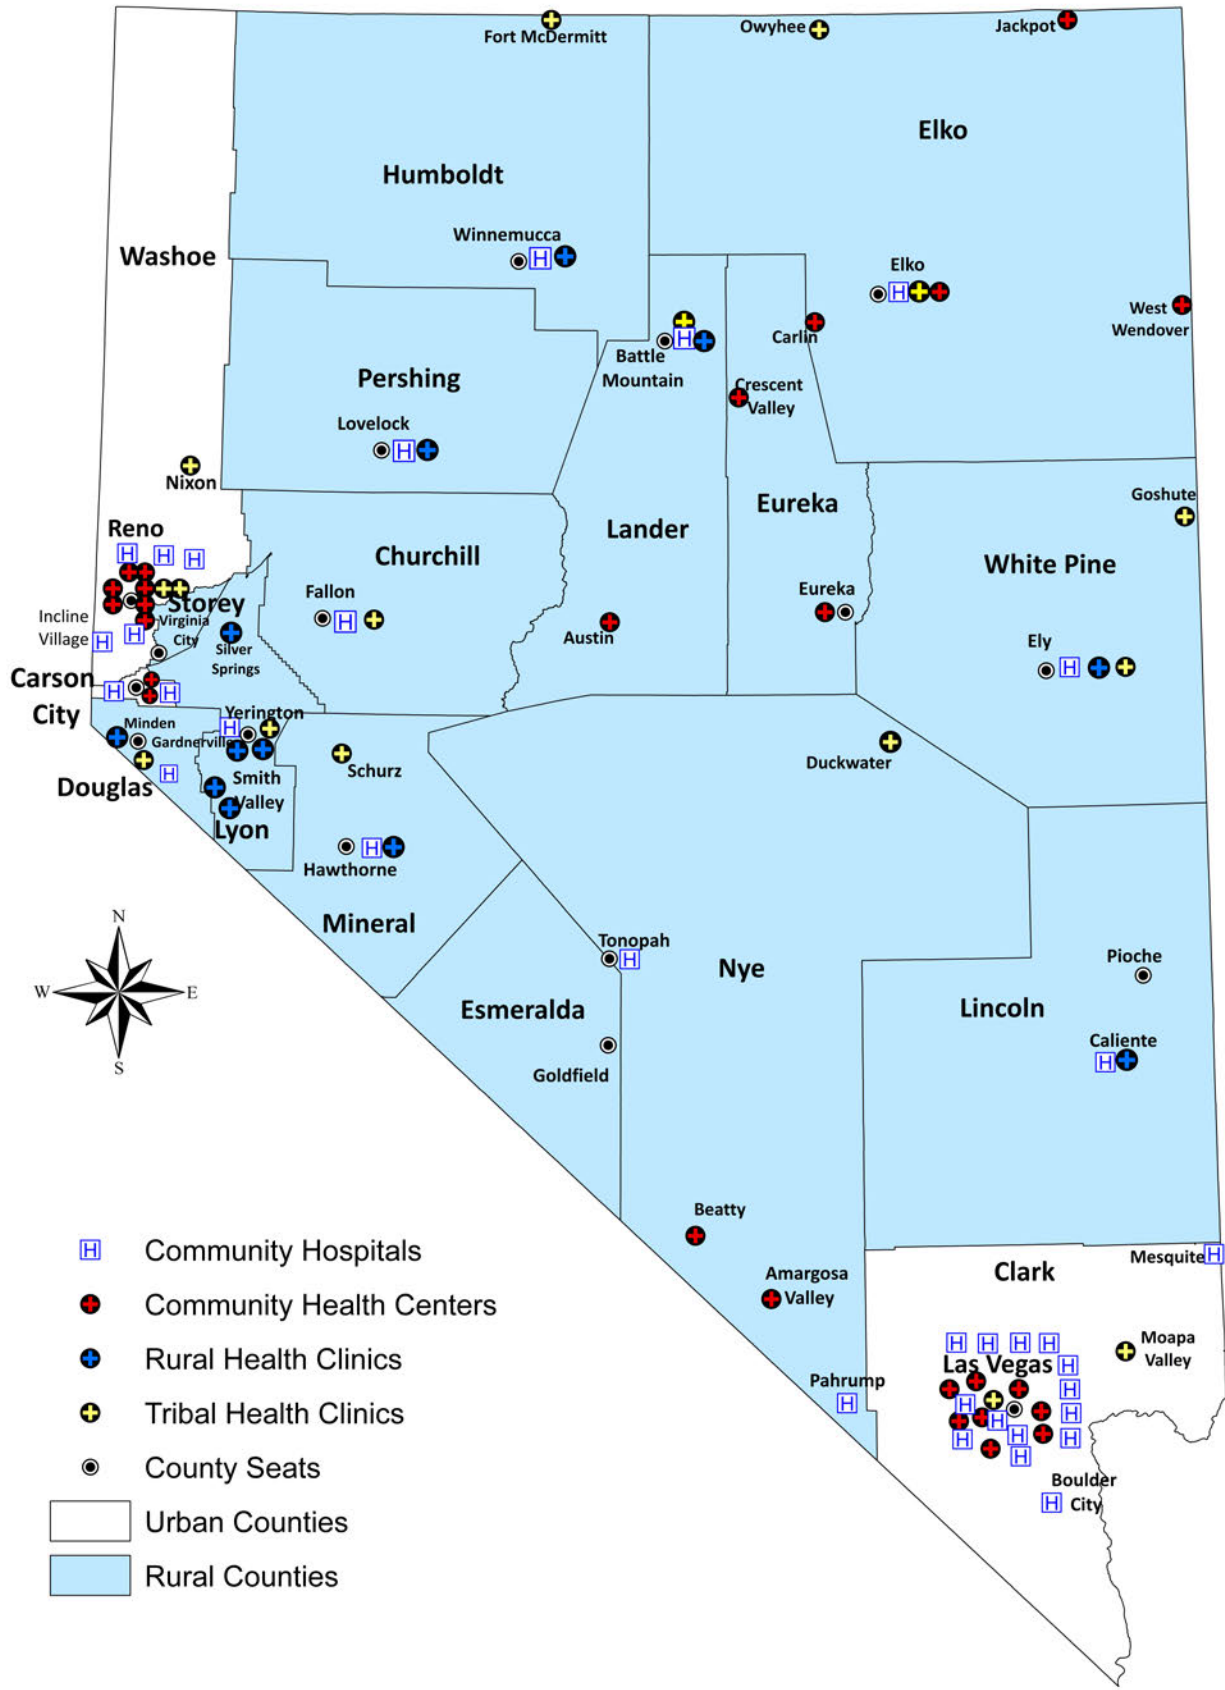 Fort McDermitt
Owyhee
Jackpot
Elko
Humboldt
Winnemucca
H
Washoe
Elko
H
West
Wendover
Carlin
H
Battle
Mountain
Crescent
Valley
Pershing
Lovelock
H
Nixon
Goshute
Eureka
Reno
H H H
Lander
Churchill
White Pine
Fallon
H
Eureka
Storey
Virginia
City
Incline
Village
H
H
Silver
Springs
Austin
Ely
H
Carson
City
H
H
Yerington
H
Minden
Gardnerville
H
Schurz
Duckwater
Smith
Valley
Douglas
Lyon
H
Hawthorne
Mineral
N
W
E
S
Tonopah
H
Nye
Pioche
Esmeralda
Lincoln
Goldfield
Caliente
H
Beatty
Amargosa
Valley
Clark
Mesquite
H
Moapa
Valley
H H H H
Las Vegas
H
H
H
H
H
H
H
H
H
Pahrump
H
Boulder
City
H
H Community Hospitals
Community Health Centers
Rural Health Clinics
Tribal Health Clinics
County Seats
Urban Counties
Rural Counties